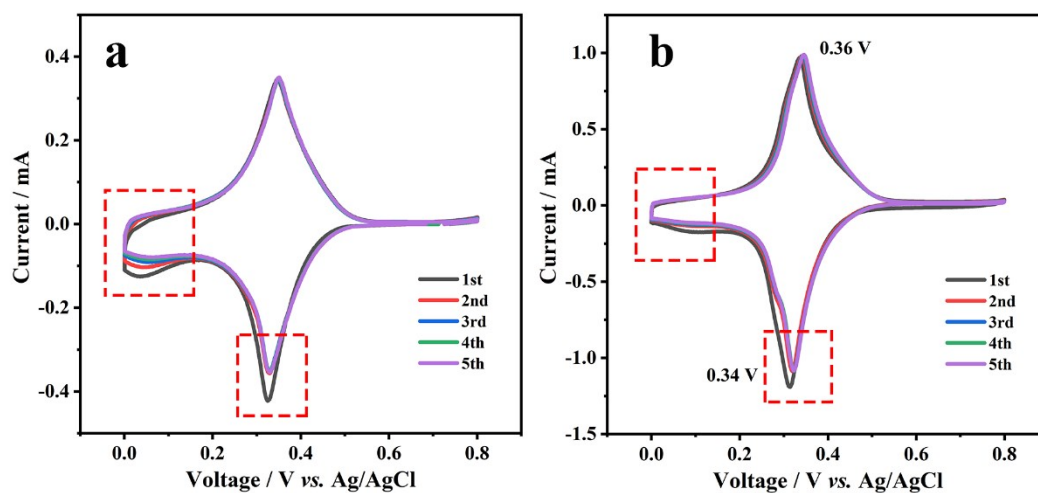 a
0.4
0.2
0.0
-0.2
-0.4
Current / mA
1st
2nd
3rd
4th
5th
0.0 0.2 0.4 0.6 0.8
Voltage / V vs. Ag/AgCl
b
0.36 V
1.0
0.5
0.0
-0.5
-1.0
-1.5
Current / mA
1st
2nd
3rd
4th
5th
0.34 V
0.0 0.2 0.4 0.6 0.8
Voltage / V vs. Ag/AgCl